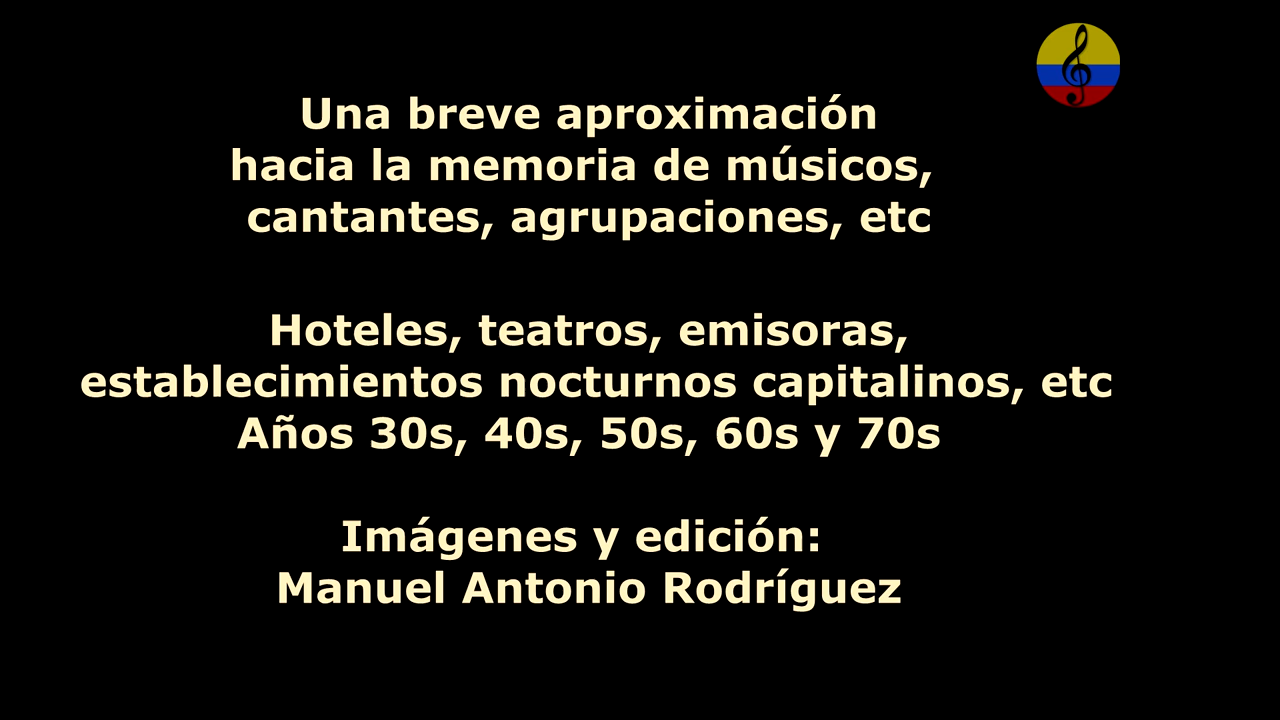 Una breve aproximación
hacia la memoria de músicos,
cantantes, agrupaciones, etc
Hoteles, teatros, emisoras,
establecimientos nocturnos capitalinos, etc
Años 30s, 40s, 50s, 60s y 70s
Imágenes y edición:
Manuel Antonio Rodríguez